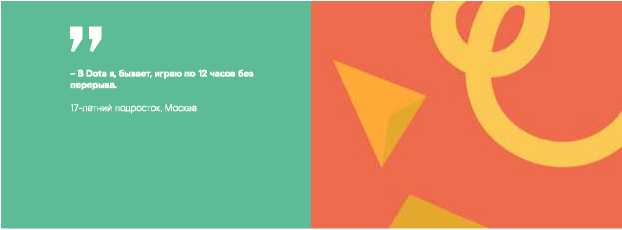 – В Dota я, бывает, играю по 12 часов без
перерыва.
17-летний подросток, Москва